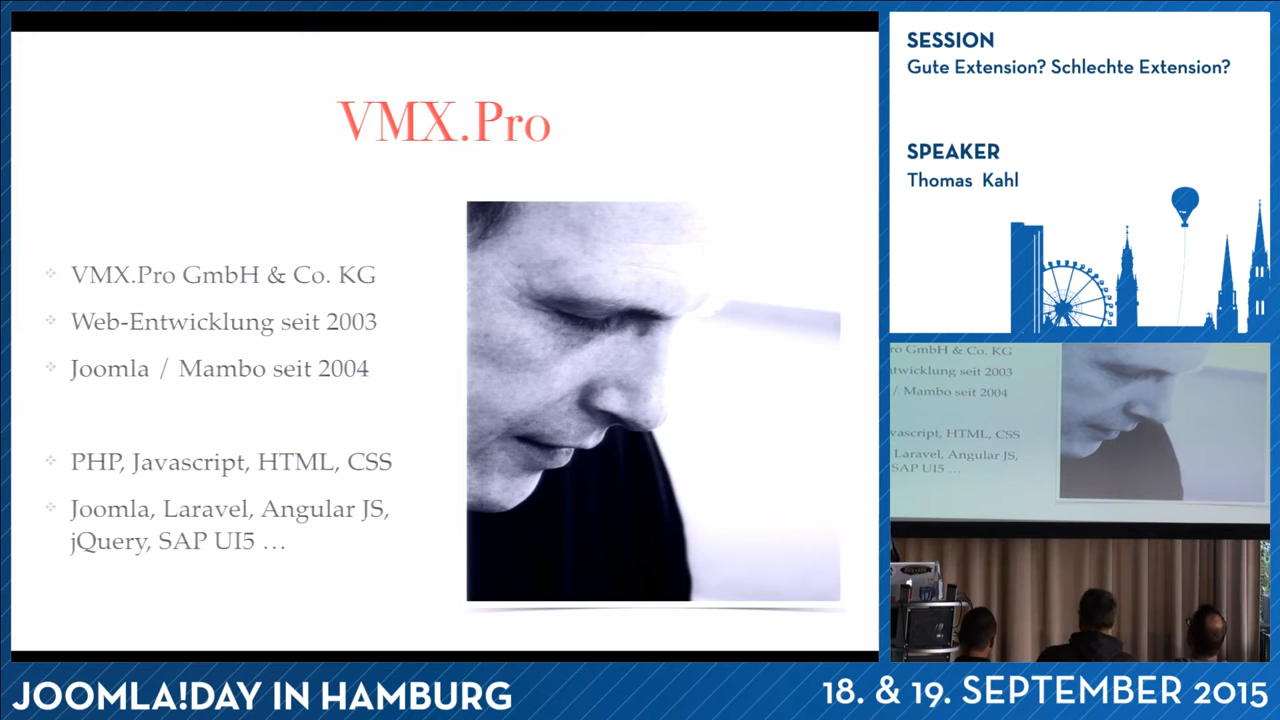 VMX.Pro
VMX.Pro GmbH & Co. KG
Web-Entwicklung seit 2003
Joomla / Mambo seit 2004
PHP, Javascript, HTML, CSS
Joomla, Laravel, Angular JS,
jQuery, SAP UI5 …
SESSION
Gute Extension? Schlechte Extension?
SPEAKER
Thomas Kahl
ro GmbH & Co. KG
twicklung seit 2003
/ Mambo seit 2004
vascript, HTML, CSS
Laravel, Angular JS,
SAP UI5 ...
JOOMLA!DAY IN HAMBURG
18. & 19. SEPTEMBER 2015